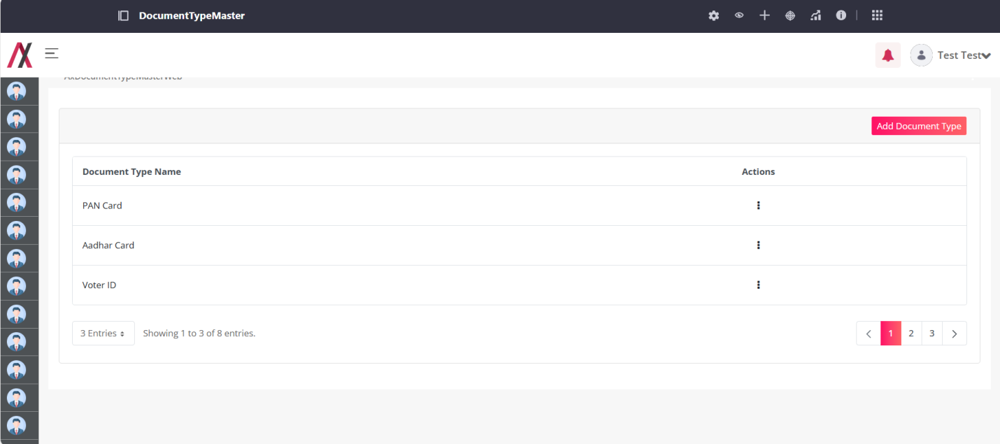 DocumentTypeMaster
Test Test
AxDocumentTypeMasterWeb
Add Document Type
Document Type Name Actions
PAN Card
Aadhar Card
Voter ID
3 Entries Showing 1 to 3 of 8 entries. 1 2 3